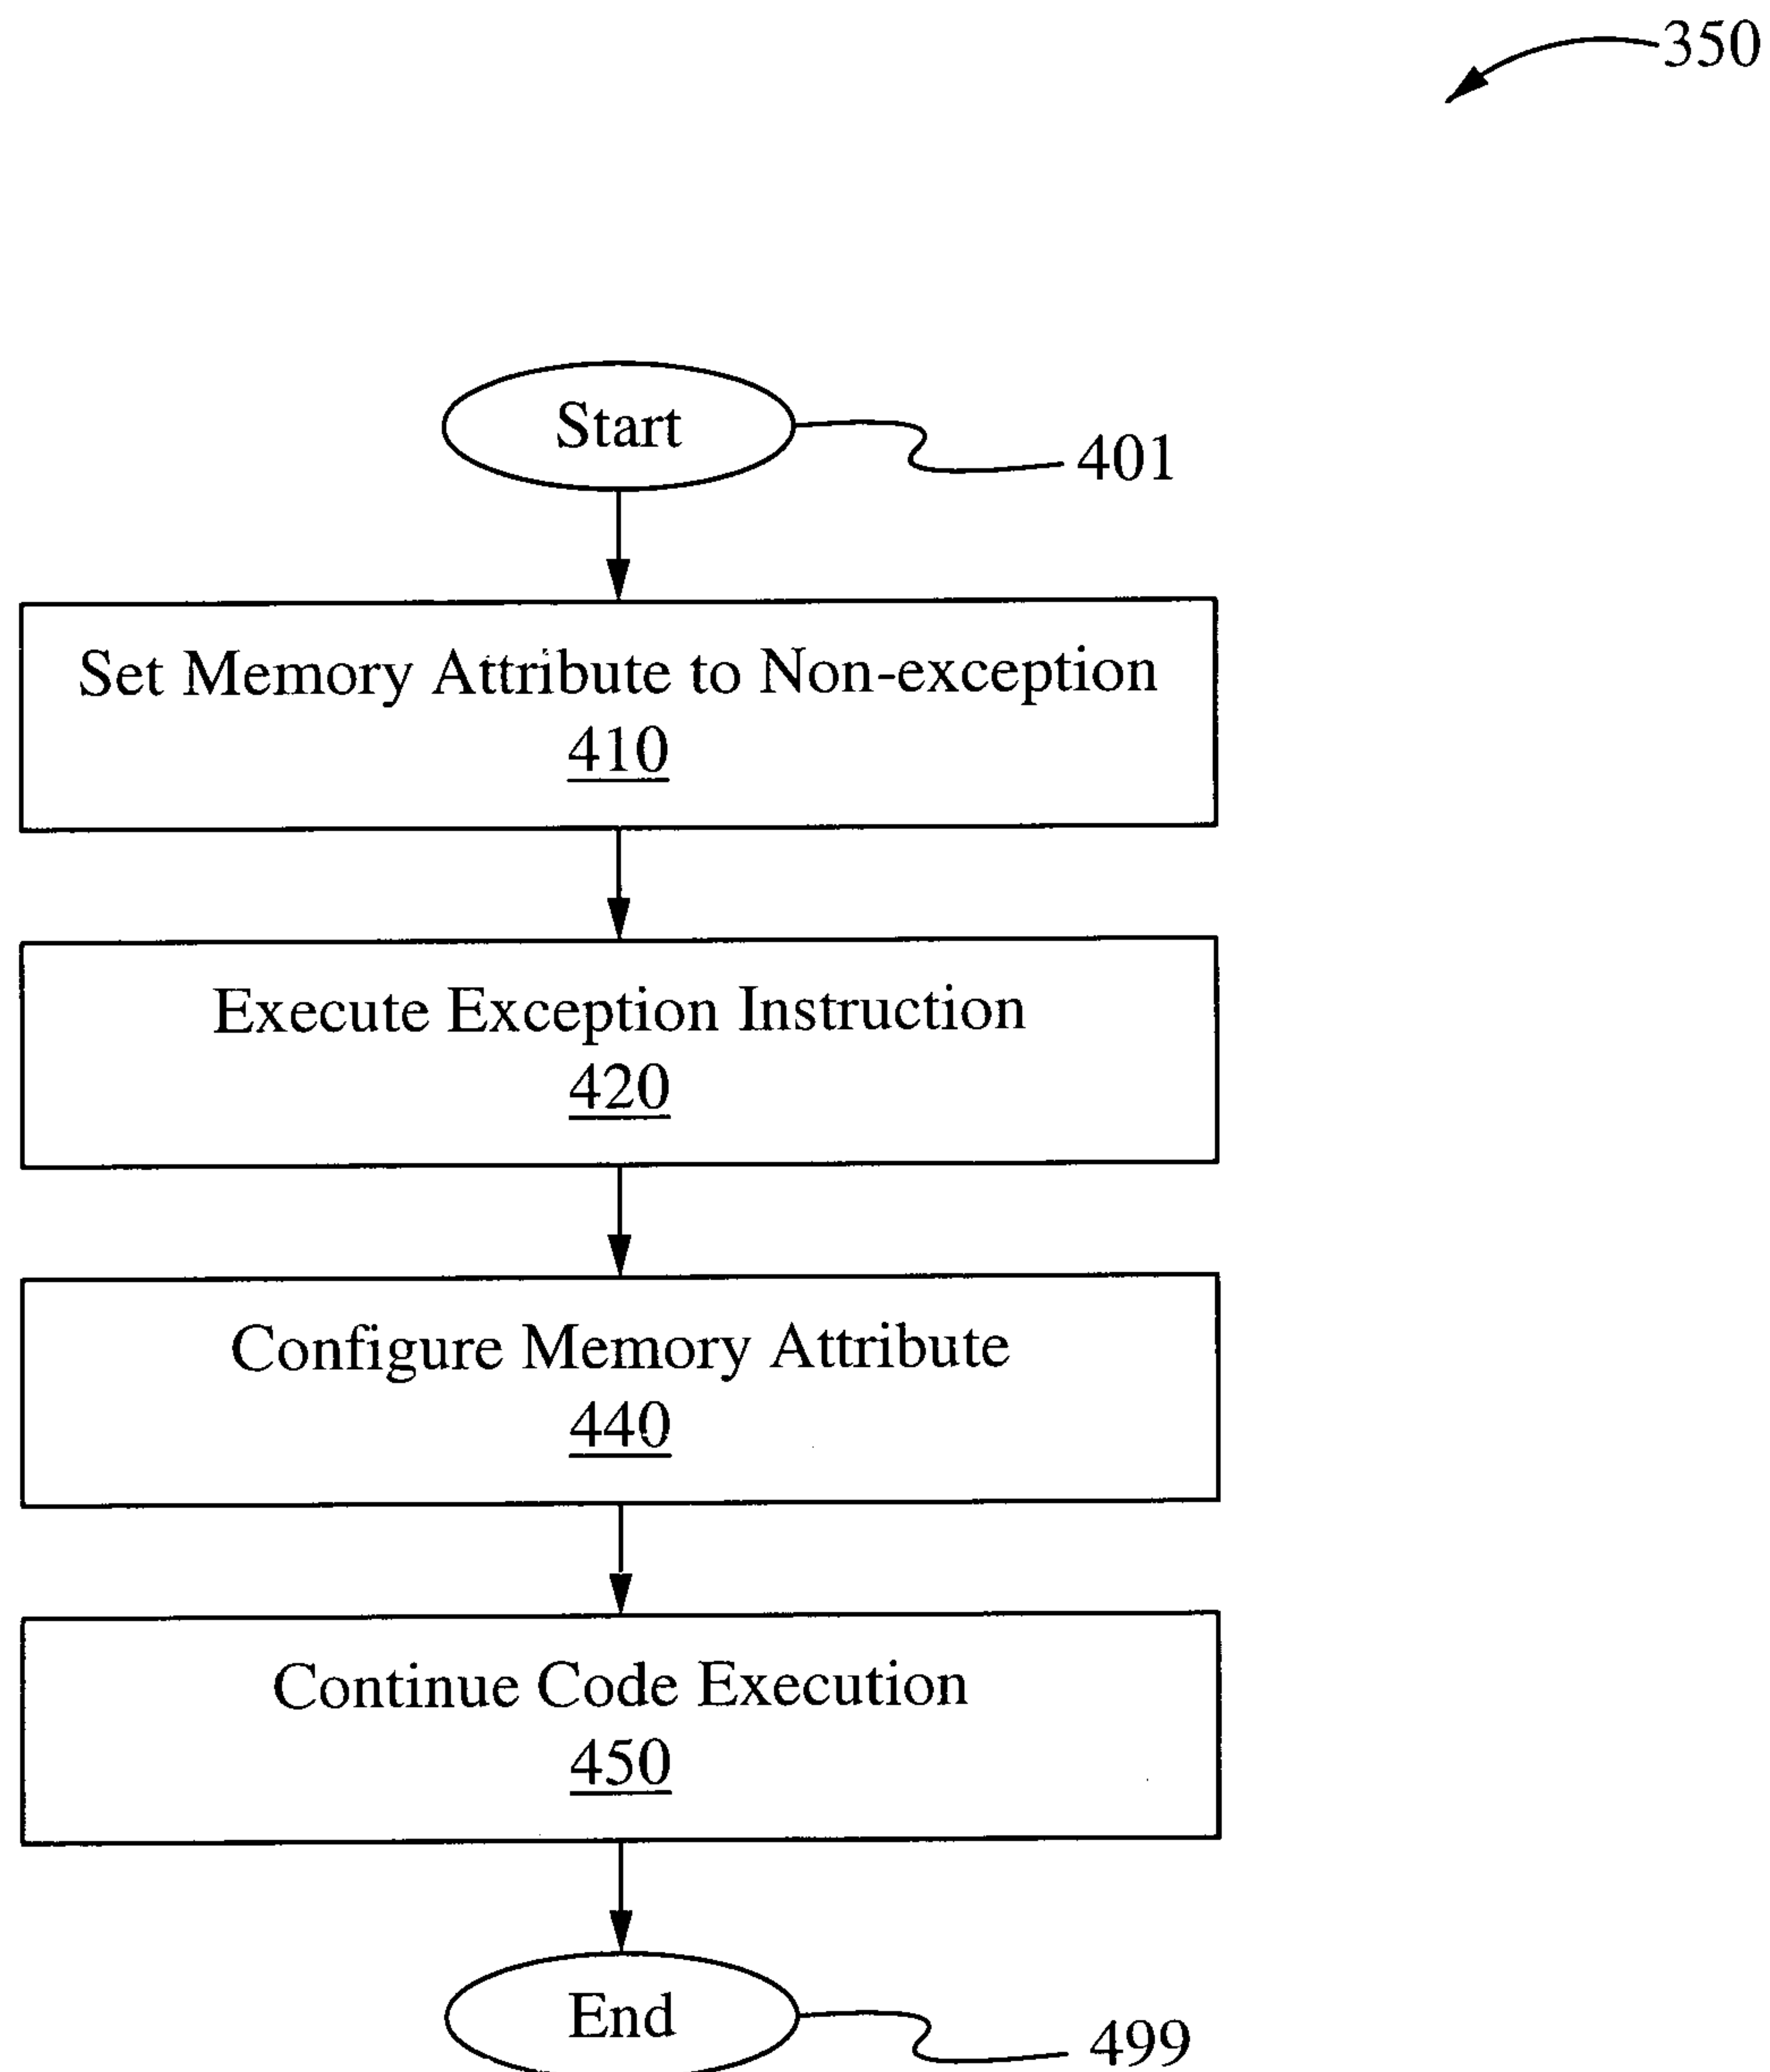 350
Start
401
Set Memory Attribute to Non-exception
410
Execute Exception Instruction
420
Configure Memory Attribute
440
Continue Code Execution
450
End
499